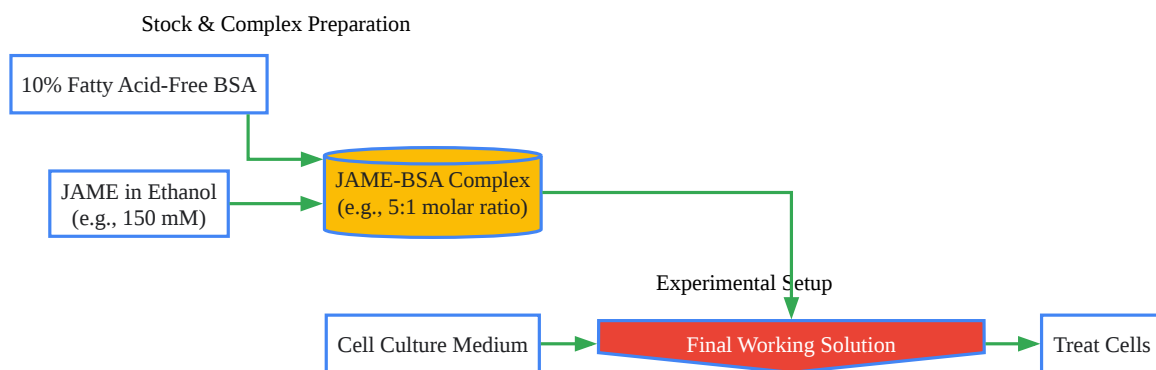 Stock & Complex Preparation
10% Fatty Acid-Free BSA
JAME in Ethanol
(e.g., 150 mM)
JAME-BSA Complex
(e.g., 5:1 molar ratio)
Experimental Setup
Cell Culture Medium
Final Working Solution
Treat Cells